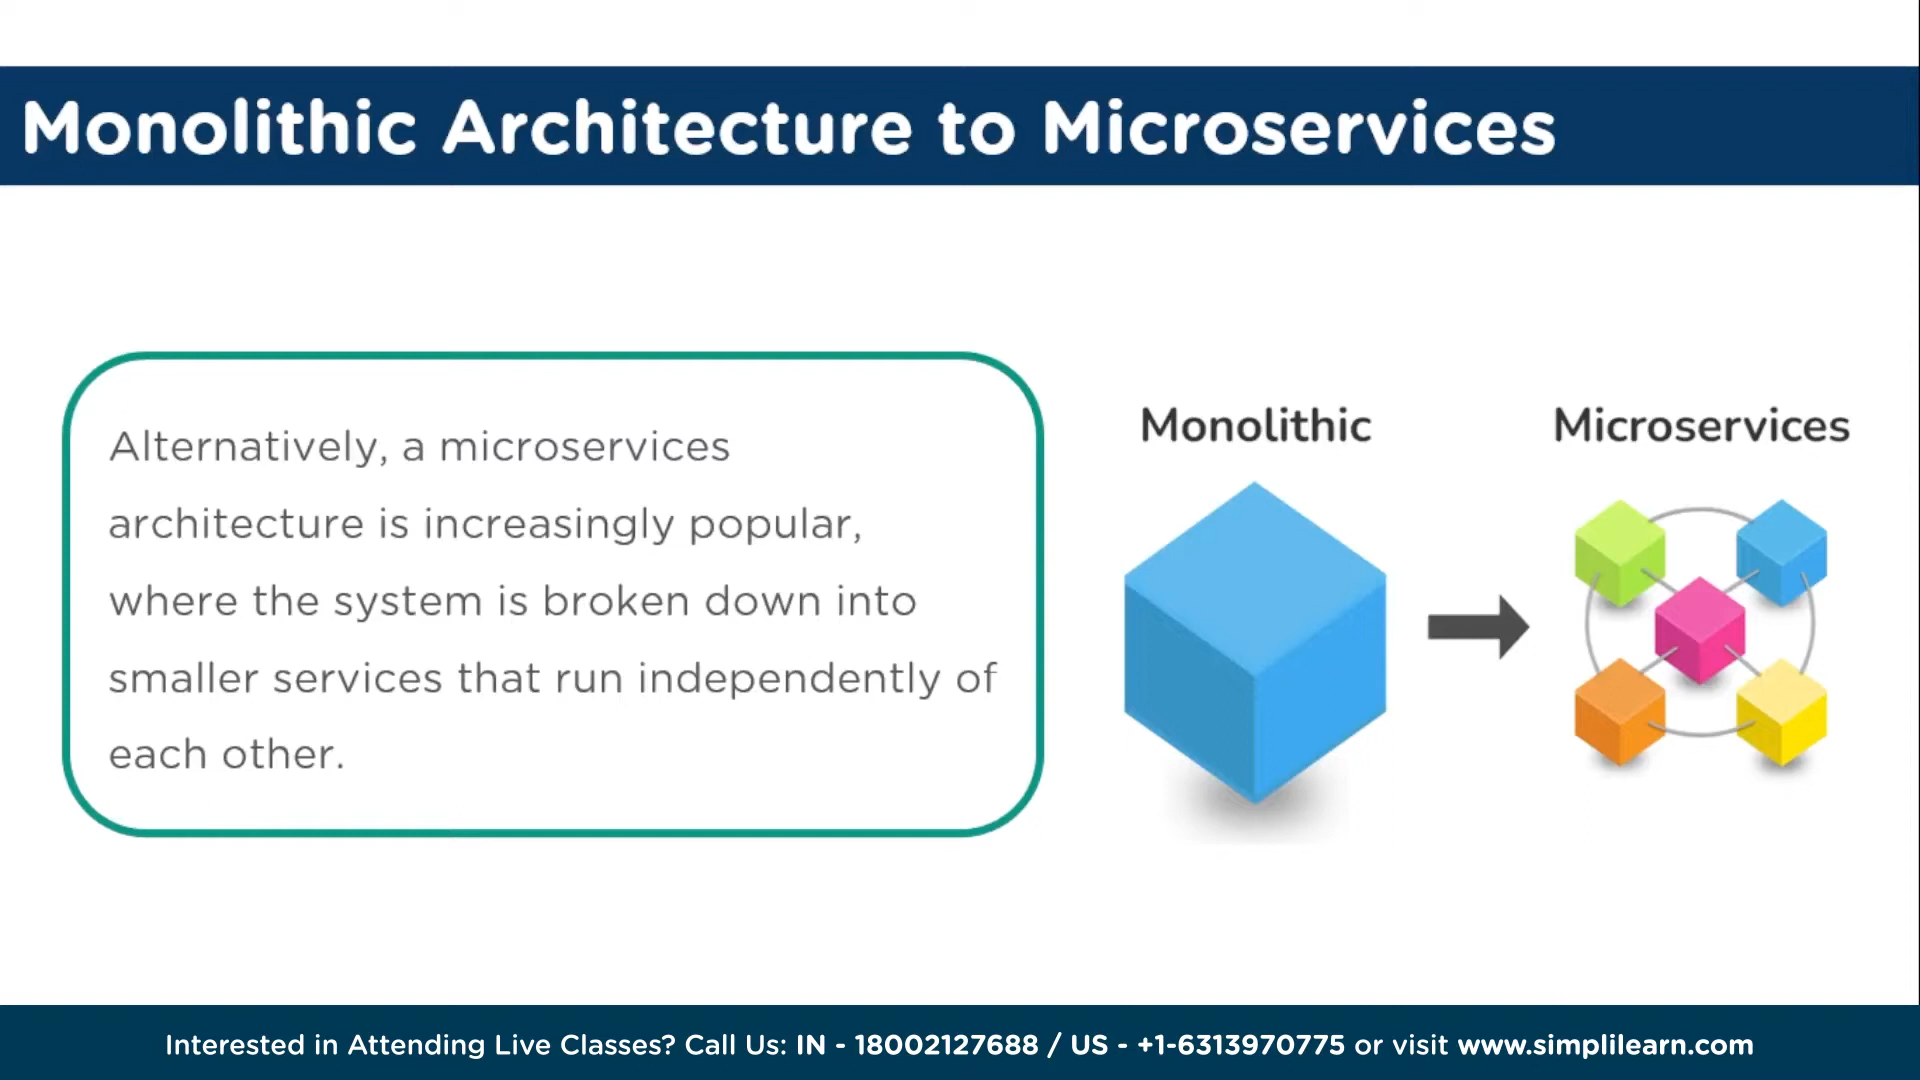 Monolithic Architecture to Microservices
Alternatively, a microservices
architecture is increasingly popular,
where the system is broken down into
smaller services that run independently of
each other.
Monolithic
Microservices
Interested in Attending Live Classes? Call Us: IN - 18002127688 / US - +1-6313970775 or visit www.simplilearn.com